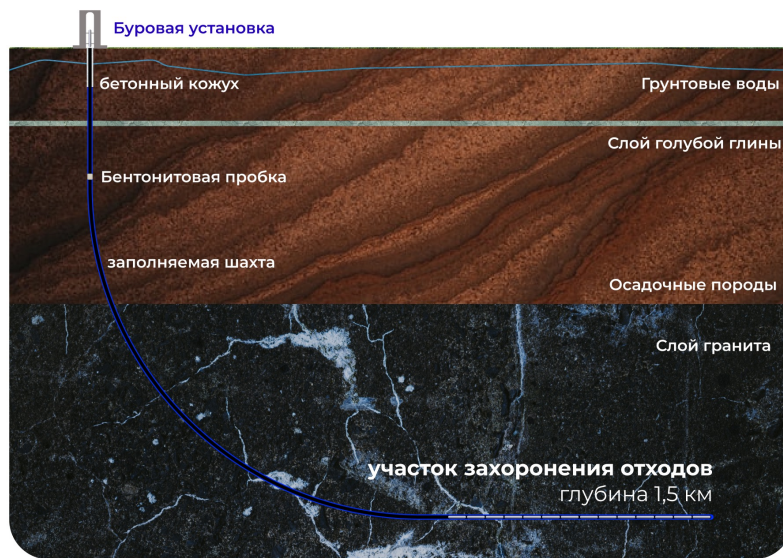 Буровая установка
бетонный кожух
Грунтовые воды
Слой голубой глины
Бентонитовая пробка
заполняемая шахта
Осадочные породы
Слой гранита
участок захоронения отходов
глубина 1,5 км